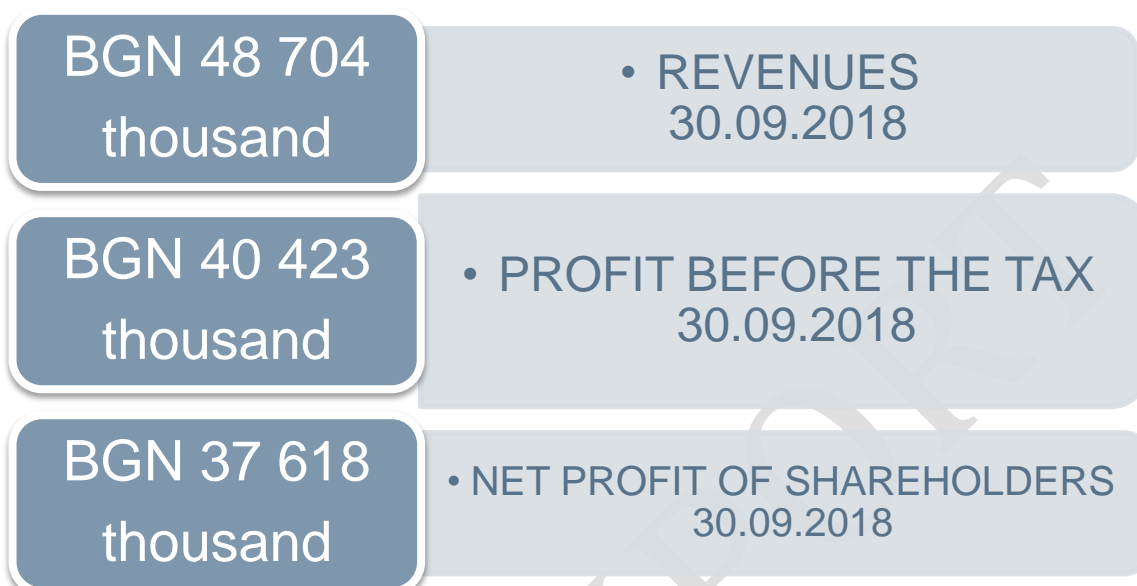 BGN 48 704
thousand
• REVENUES
30.09.2018
BGN 40 423
thousand
• PROFIT BEFORE THE TAX
30.09.2018
BGN 37 618
thousand
• NET PROFIT OF SHAREHOLDERS
30.09.2018